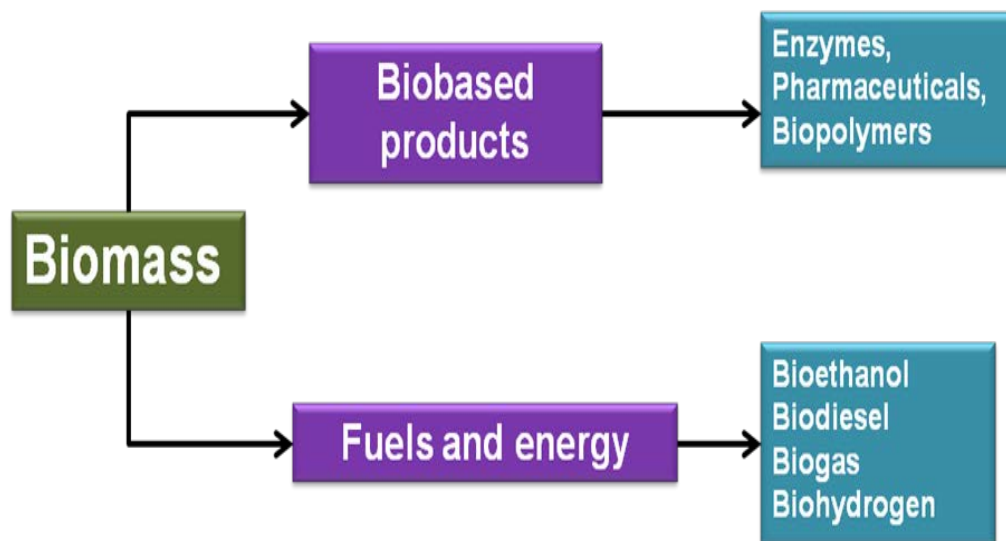 Biomass
Biobased
products
Enzymes,
Pharmaceuticals,
Biopolymers
Fuels and energy
Bioethanol
Biodiesel
Biogas
Biohydrogen